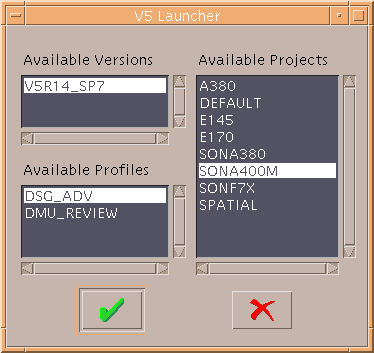 V5 Launcher
Available Versions
V5R14_SP7
Available Profiles
DSG_ADV
DMU_REVIEW
Available Projects
A380
DEFAULT
E145
E170
SONA380
SONA400M
SONF7X
SPATIAL